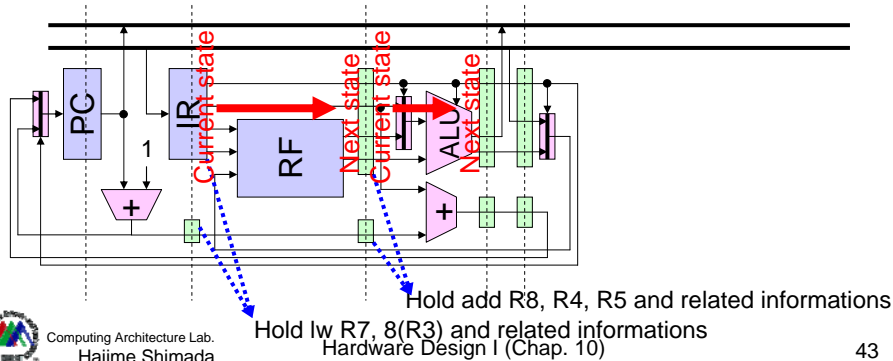 PC
1
+
IR
Current state
RF
Next state
Current state
ALU
Next state
+
Hold add R8, R4, R5 and related informations
Hold lw R7, 8(R3) and related informations
Computing Architecture Lab.
Hajime Shimada
Hardware Design I (Chap. 10)
43